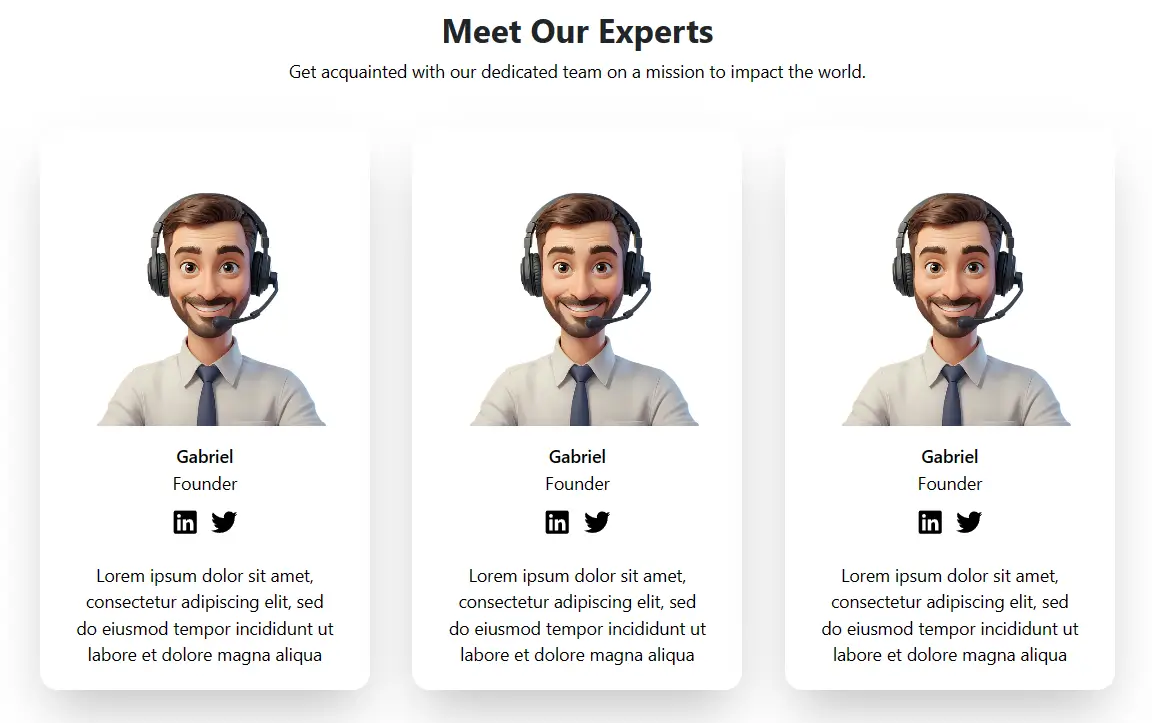 Meet Our Experts
Get acquainted with our dedicated team on a mission to impact the world.
Gabriel
Founder
in
Lorem ipsum dolor sit amet,
consectetur adipiscing elit, sed
do eiusmod tempor incididunt ut
labore et dolore magna aliqua
Gabriel
Founder
in
Lorem ipsum dolor sit amet,
consectetur adipiscing elit, sed
do eiusmod tempor incididunt ut
labore et dolore magna aliqua
Gabriel
Founder
in
Lorem ipsum dolor sit amet,
consectetur adipiscing elit, sed
do eiusmod tempor incididunt ut
labore et dolore magna aliqua